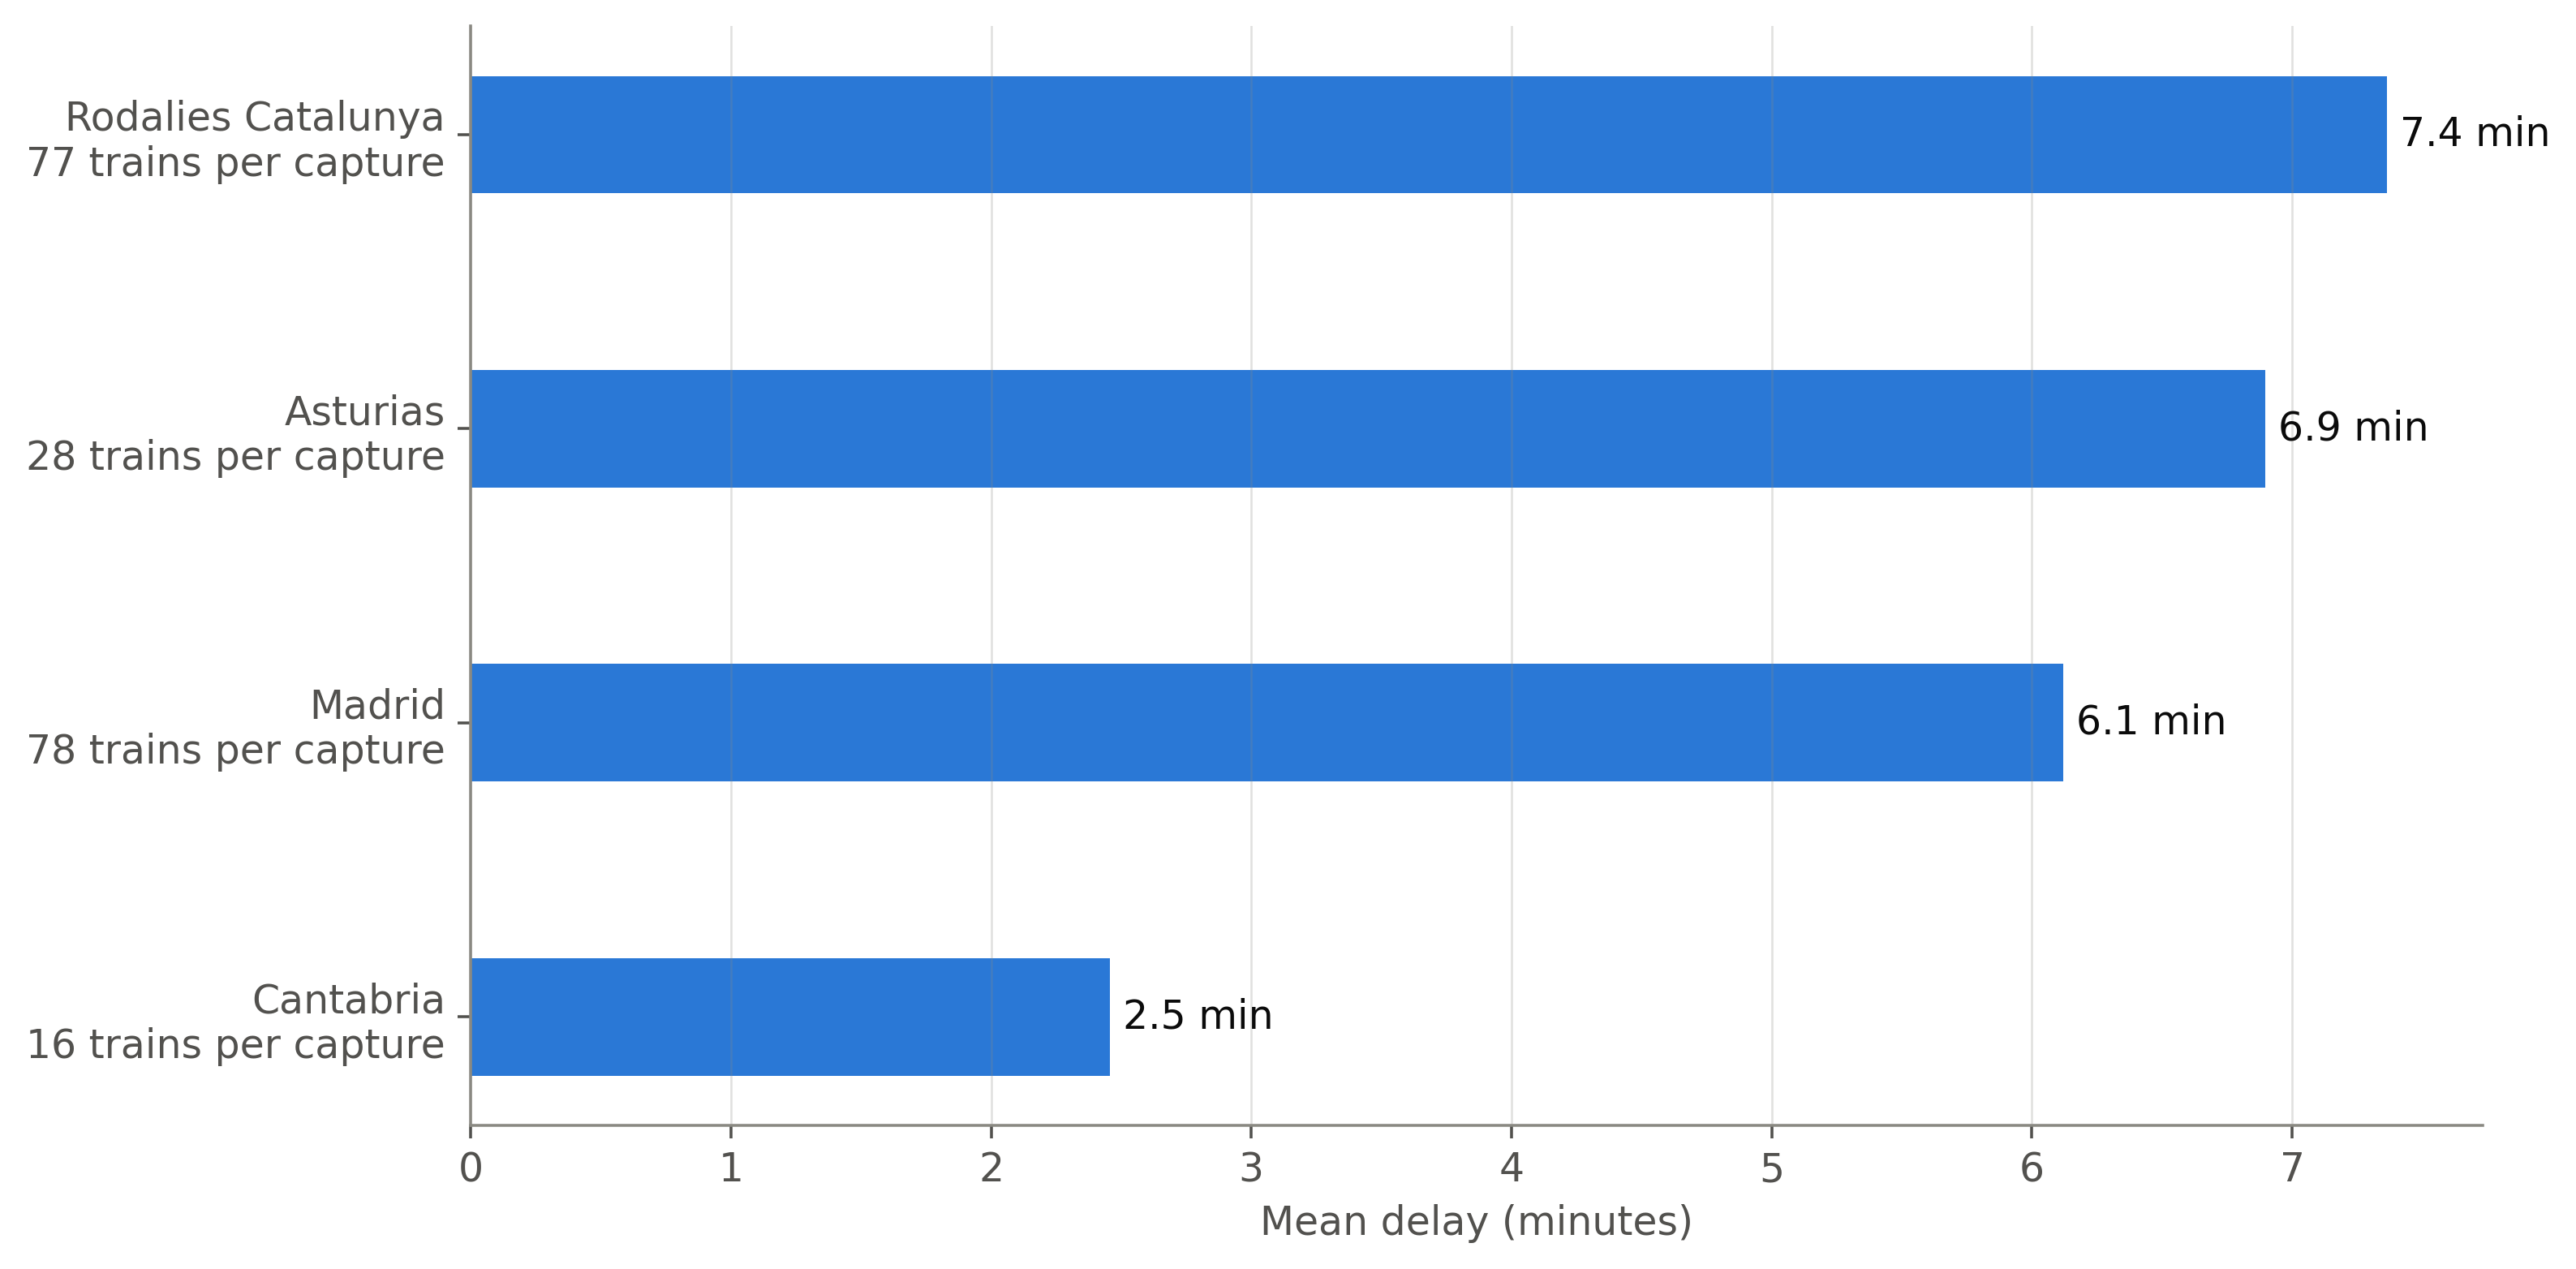 Rodalies Catalunya
77 trains per capture
7.4 min
Asturias
28 trains per capture
6.9 min
Madrid
78 trains per capture
6.1 min
Cantabria
16 trains per capture
2.5 min
0 1 2 3 4 5 6 7
Mean delay (minutes)